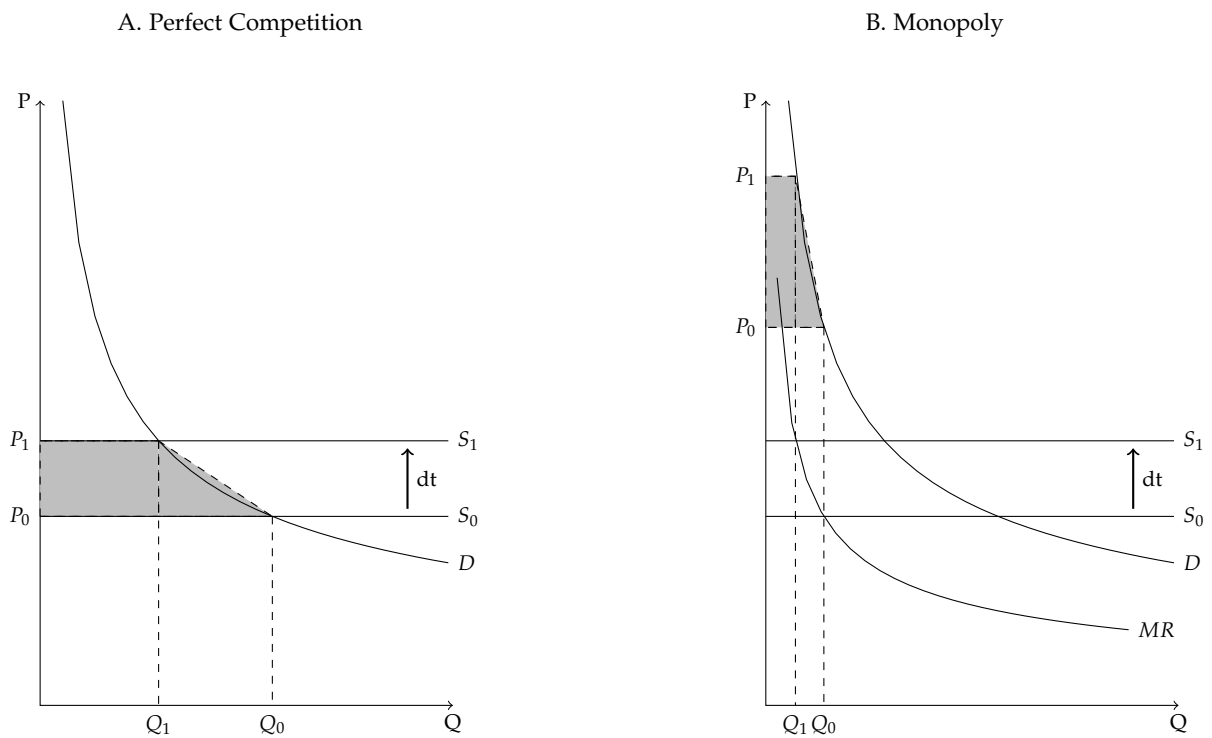 A. Perfect Competition
P
P₁
P₀
S₁
dt
S₀
D
Q₁
Q₀
Q
B. Monopoly
P
P₁
P₀
S₁
dt
S₀
D
MR
Q₁
Q₀
Q